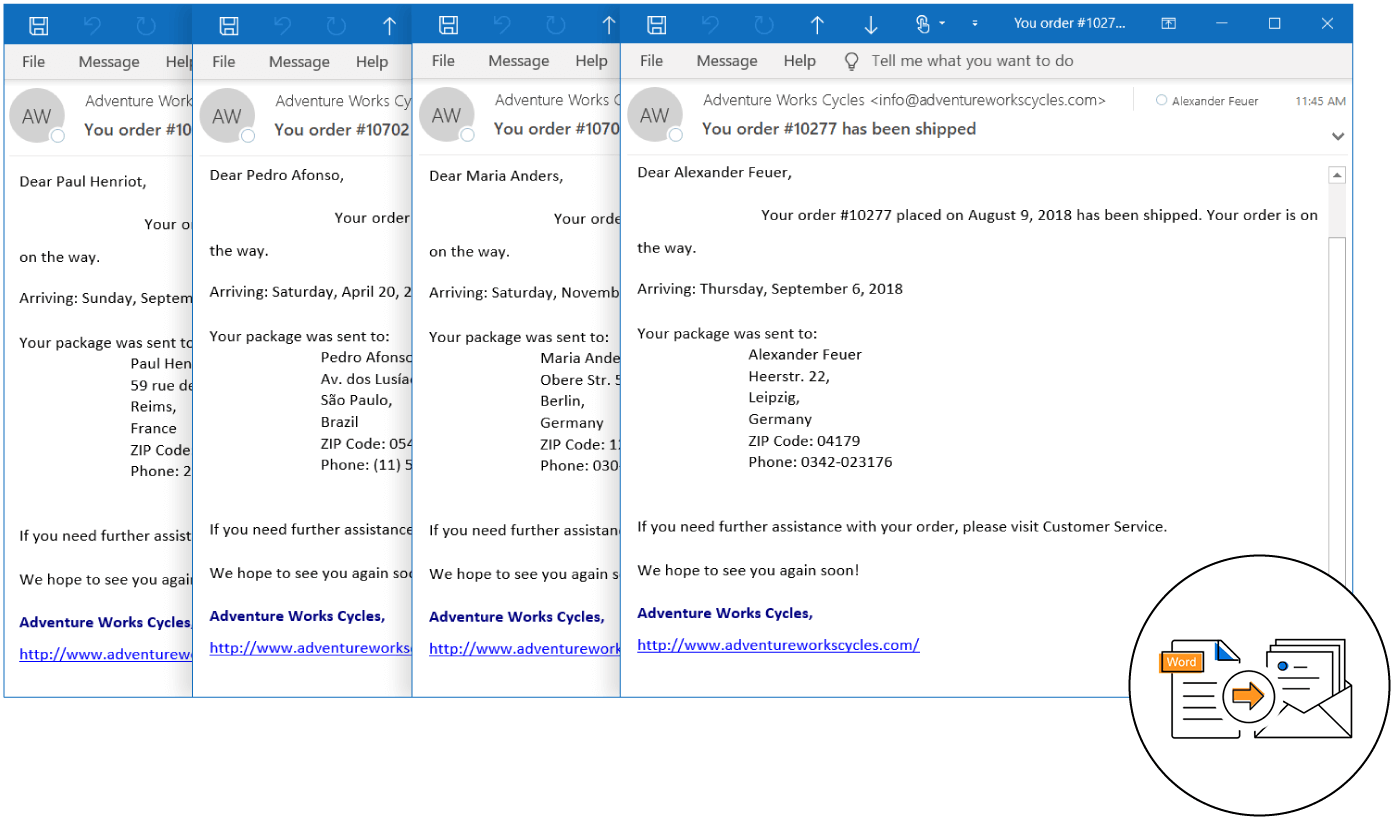 You order #1027...
File Message Help
Adventure Work
AW
You order #10
Dear Paul Henriot,
Your o
on the way.
Arriving: Sunday, Septem
Your package was sent to
Paul Hen
59 rue de
Reims,
France
ZIP Code
Phone: 2
If you need further assist
We hope to see you again
Adventure Works Cycles,
http://www.adventurew
File Message Help
Adventure Works Cy
AW
You order #10702
Dear Pedro Afonso,
Your order
the way.
Arriving: Saturday, April 20, 2
Your package was sent to:
Pedro Afonso
Av. dos Lusía
São Paulo,
Brazil
ZIP Code: 054
Phone: (11) 5
If you need further assistance
We hope to see you again soo
Adventure Works Cycles,
http://www.adventureworks
File Message Help
Adventure Works C
AW
You order #1070
Dear Maria Anders,
Your orde
on the way.
Arriving: Saturday, Novemb
Your package was sent to:
Maria Ande
Obere Str. 5
Berlin,
Germany
ZIP Code: 12
Phone: 030-
If you need further assistan
We hope to see you again s
Adventure Works Cycles,
http://www.adventurework
File Message Help Tell me what you want to do
Adventure Works Cycles <info@adventureworkscycles.com> Alexander Feuer 11:45 AM
AW
You order #10277 has been shipped
Dear Alexander Feuer,
Your order #10277 placed on August 9, 2018 has been shipped. Your order is on
the way.
Arriving: Thursday, September 6, 2018
Your package was sent to:
Alexander Feuer
Heerstr. 22,
Leipzig,
Germany
ZIP Code: 04179
Phone: 0342-023176
If you need further assistance with your order, please visit Customer Service.
We hope to see you again soon!
Adventure Works Cycles,
http://www.adventureworkscycles.com/
Word